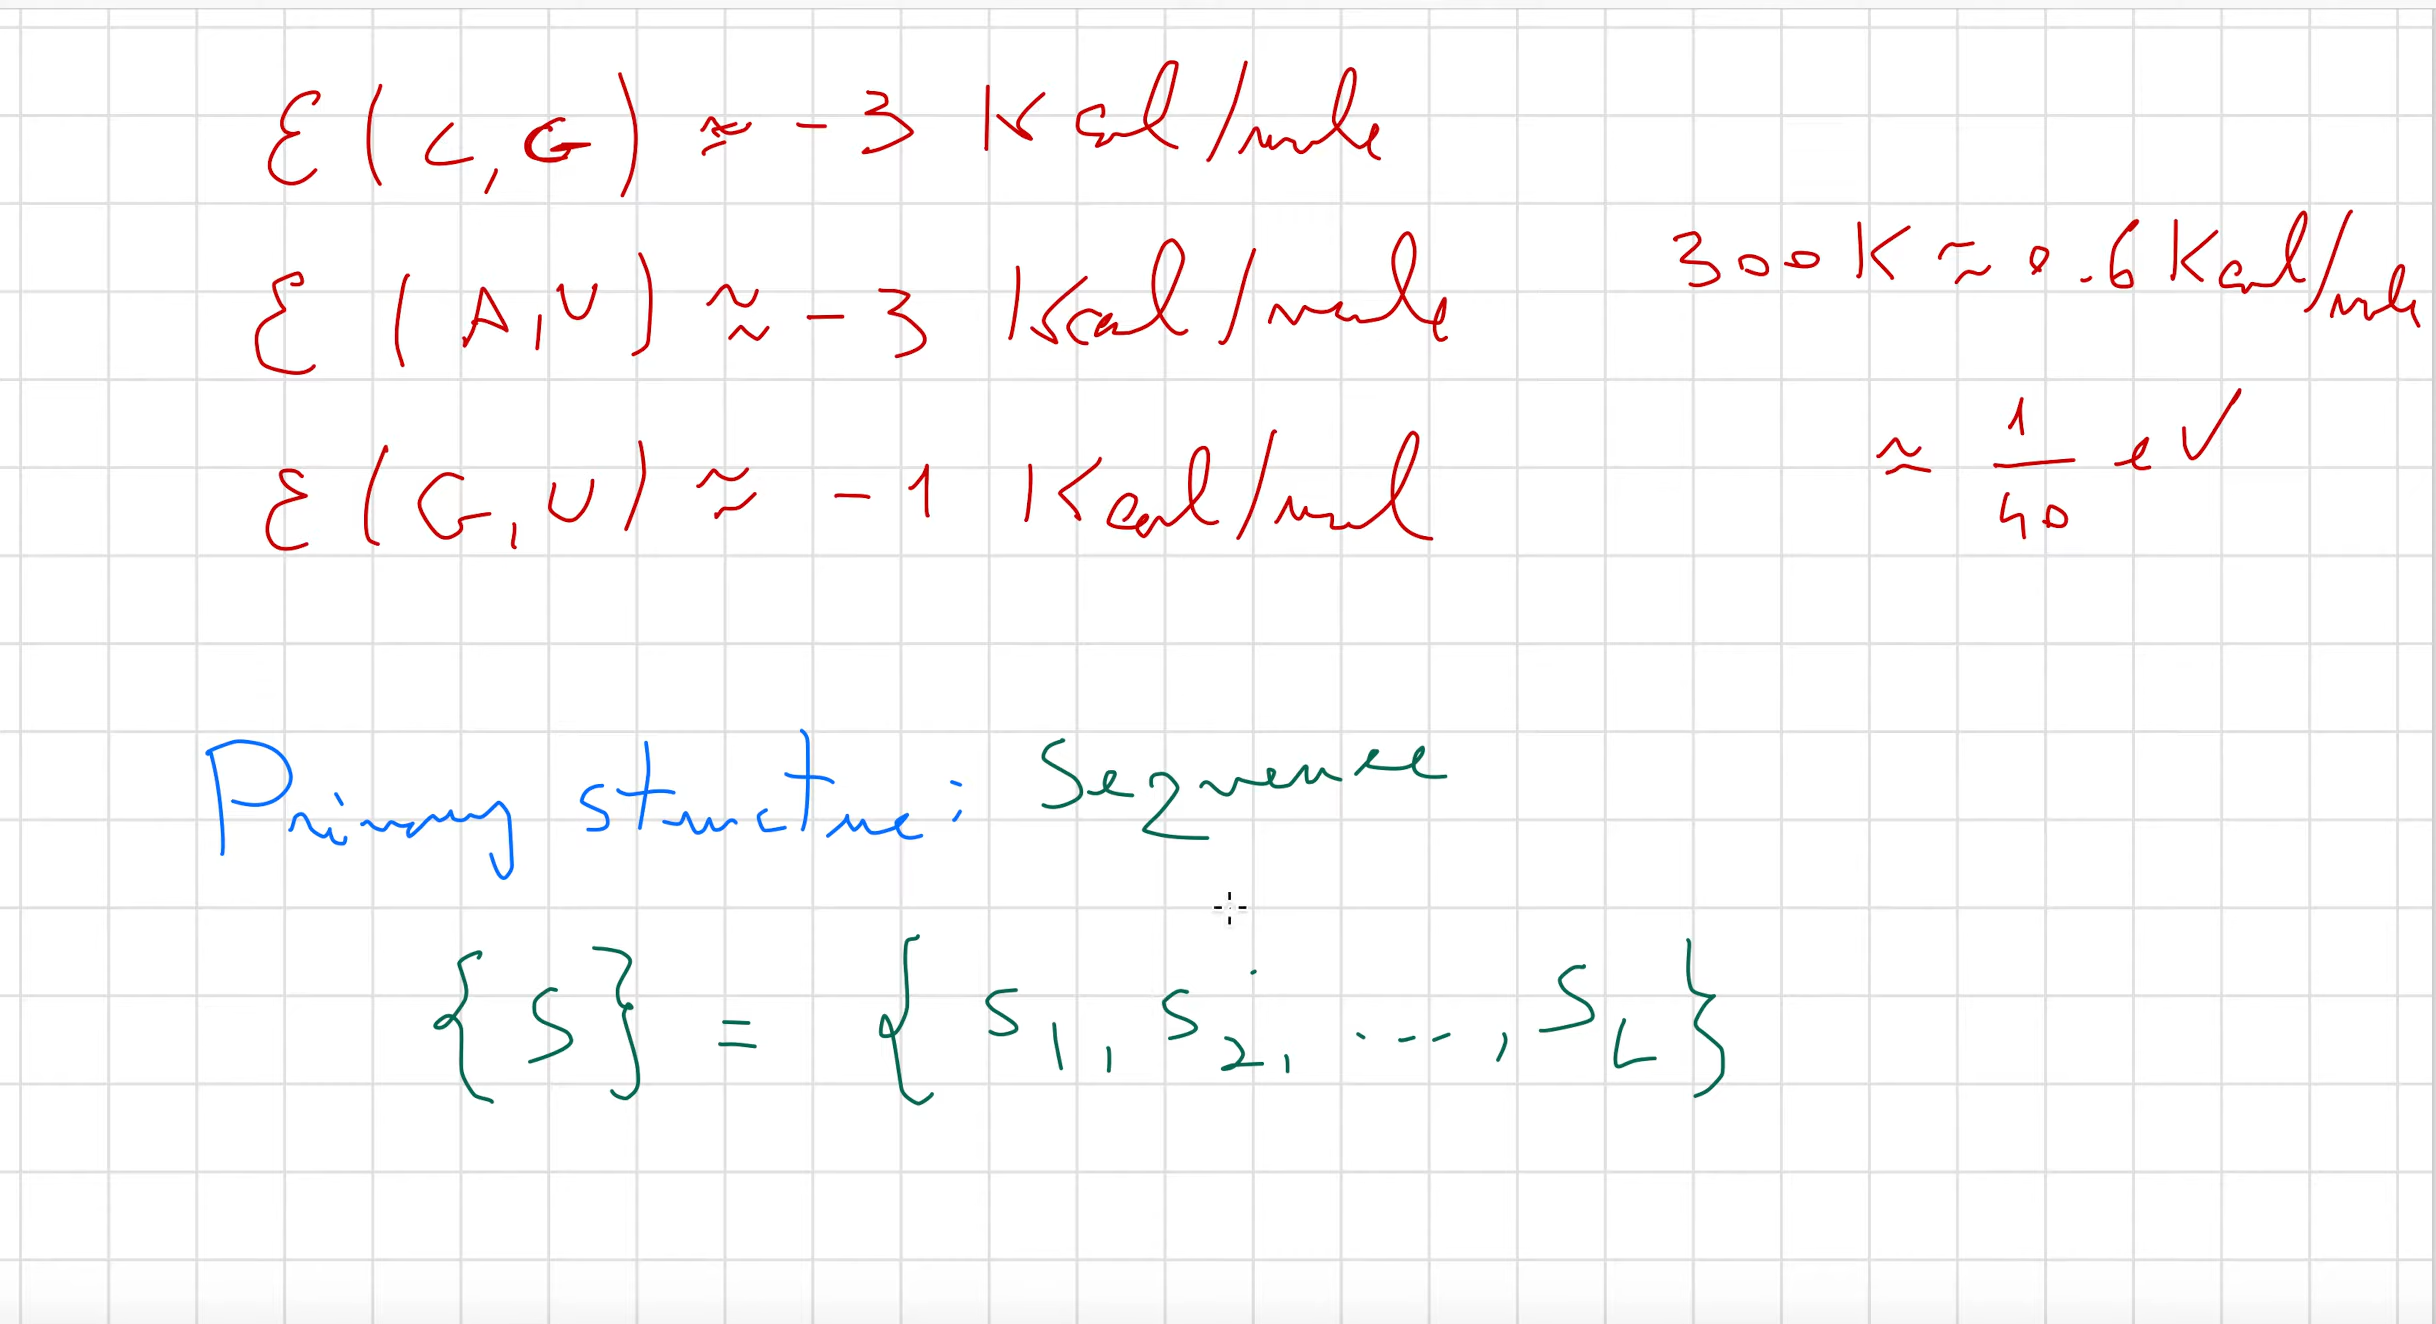 ε(C,G) ≈ -3 Kcal/mole
ε(A,U) ≈ -3 Kcal/mole
300K ≈ 0.6 Kcal/mole
ε(G,U) ≈ -1 Kcal/mol
≈ 1/40 eV
Primary structure: Sequence
{S} = {S₁, S₂, ..., S_L}